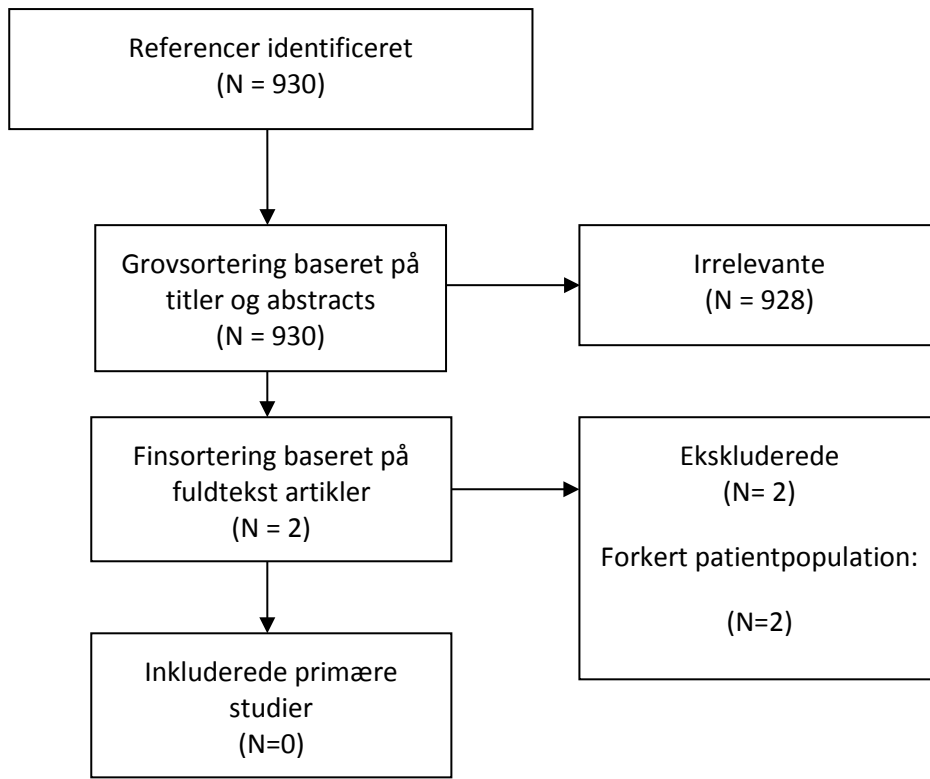 Referencer identificeret
(N = 930)
Grovsortering baseret på
titler og abstracts
(N = 930)
Irrelevante
(N = 928)
Finsortering baseret på
fuldtekst artikler
(N = 2)
Ekskluderede
(N= 2)
Forkert patientpopulation:
(N=2)
Inkluderede primære
studier
(N=0)